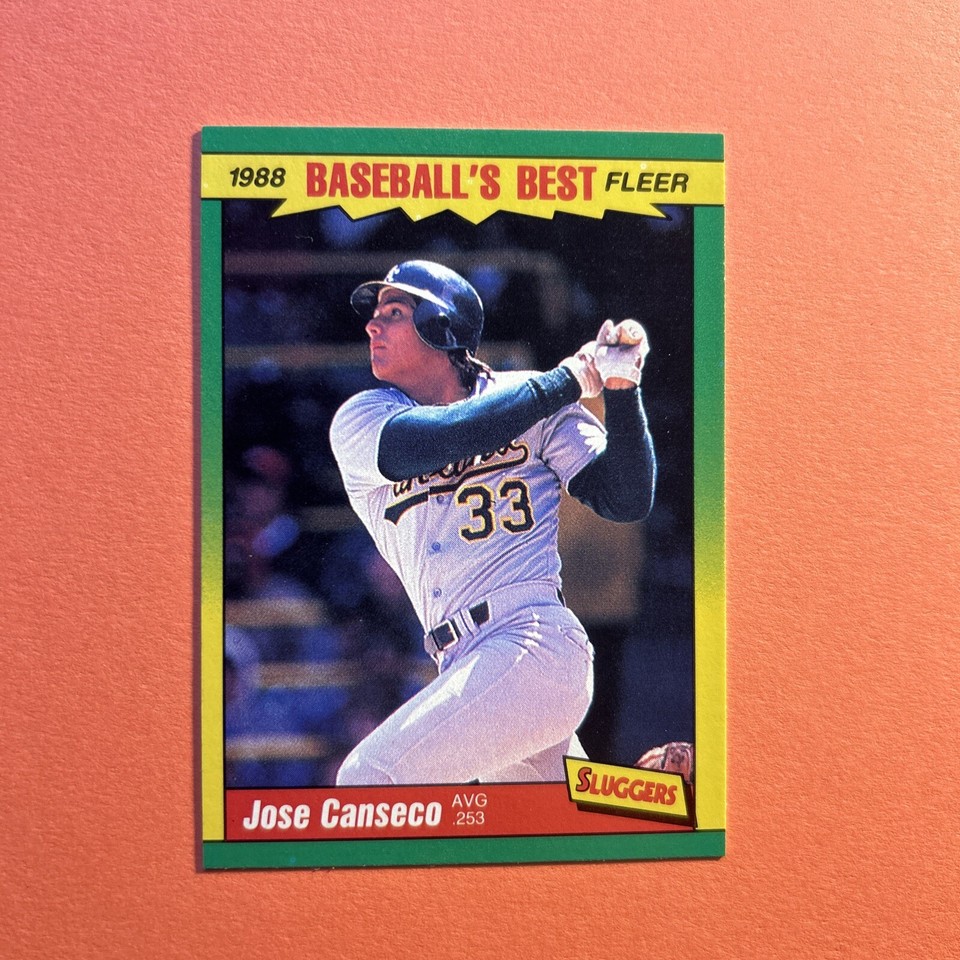 1988 BASEBALL'S BEST FLEER
33
SLUGGERS
Jose Canseco AVG
.253